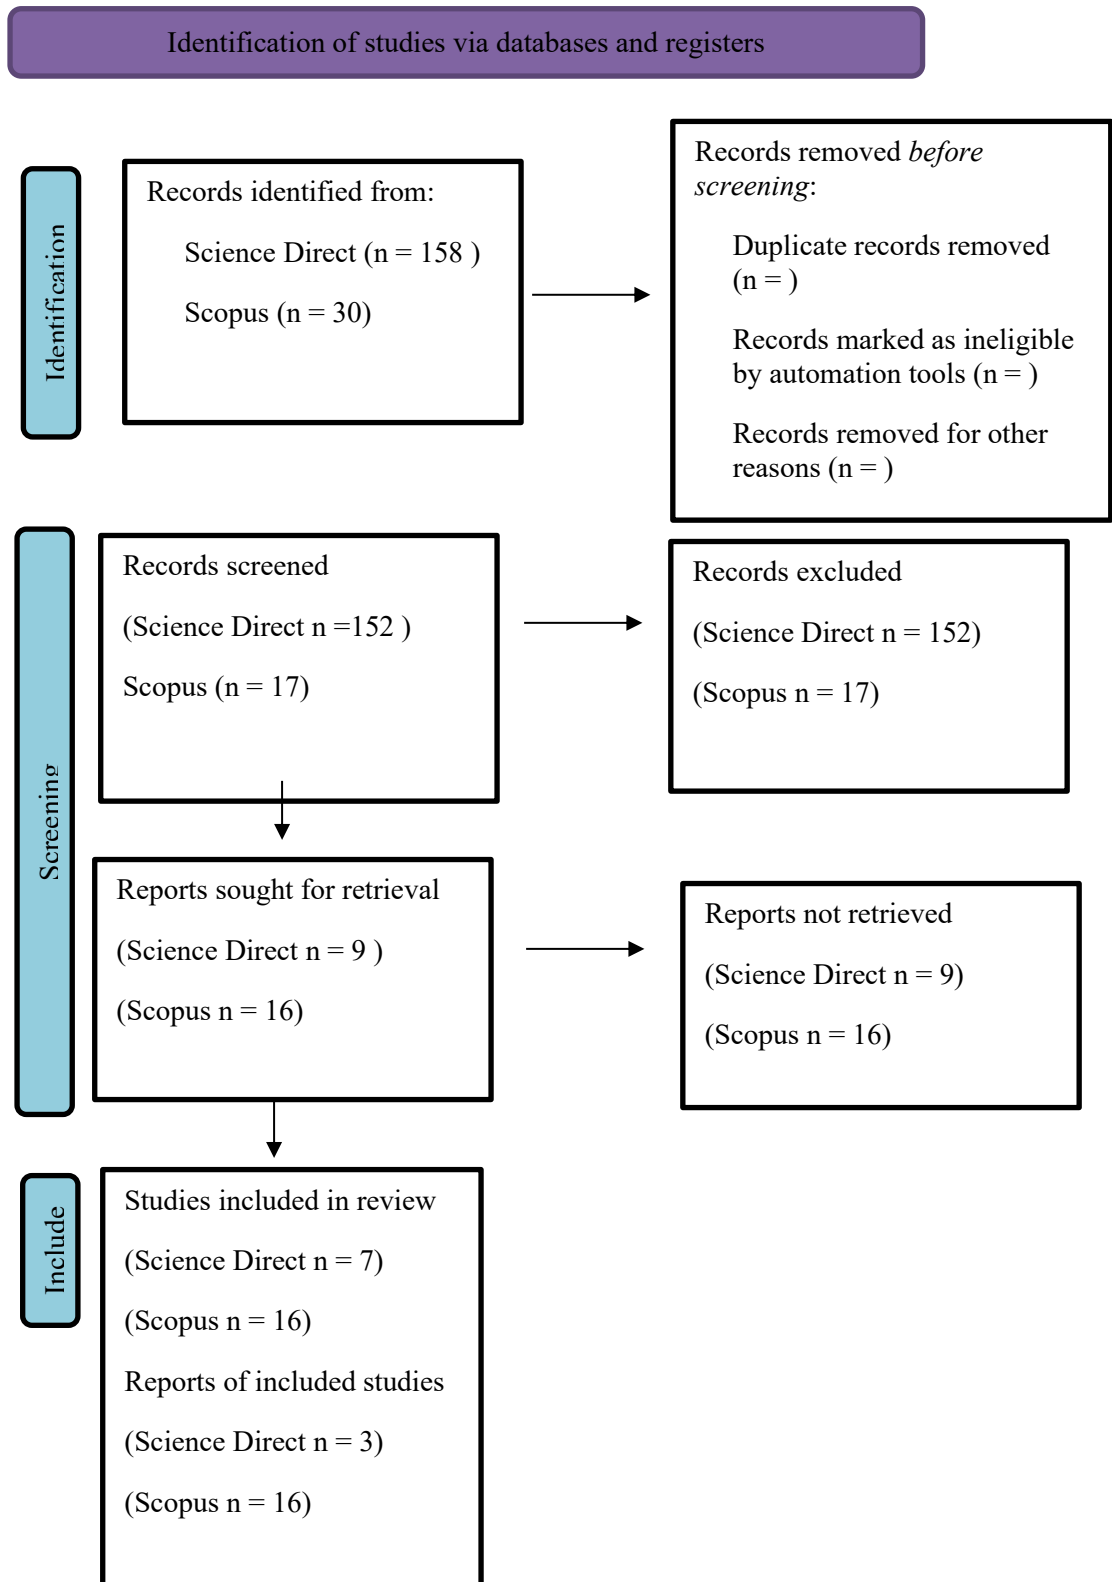 Identification of studies via databases and registers
Identification
Records identified from:
Science Direct (n = 158 )
Scopus (n = 30)
Records removed before
screening:
Duplicate records removed
(n = )
Records marked as ineligible
by automation tools (n = )
Records removed for other
reasons (n = )
Screening
Records screened
(Science Direct n =152 )
Scopus (n = 17)
Records excluded
(Science Direct n = 152)
(Scopus n = 17)
Reports sought for retrieval
(Science Direct n = 9 )
(Scopus n = 16)
Reports not retrieved
(Science Direct n = 9)
(Scopus n = 16)
Include
Studies included in review
(Science Direct n = 7)
(Scopus n = 16)
Reports of included studies
(Science Direct n = 3)
(Scopus n = 16)